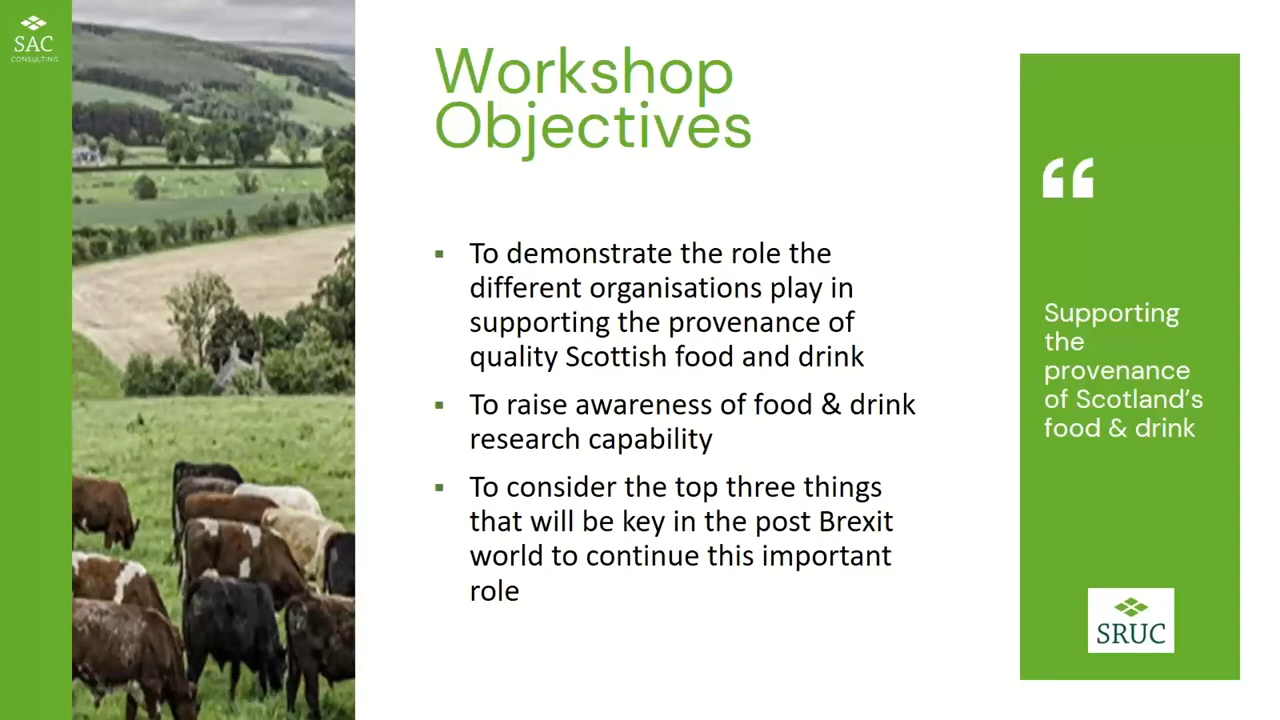 SAC
CONSULTING
Workshop
Objectives
▪ To demonstrate the role the
different organisations play in
supporting the provenance of
quality Scottish food and drink
▪ To raise awareness of food & drink
research capability
▪ To consider the top three things
that will be key in the post Brexit
world to continue this important
role
“
Supporting
the
provenance
of Scotland’s
food & drink
SRUC